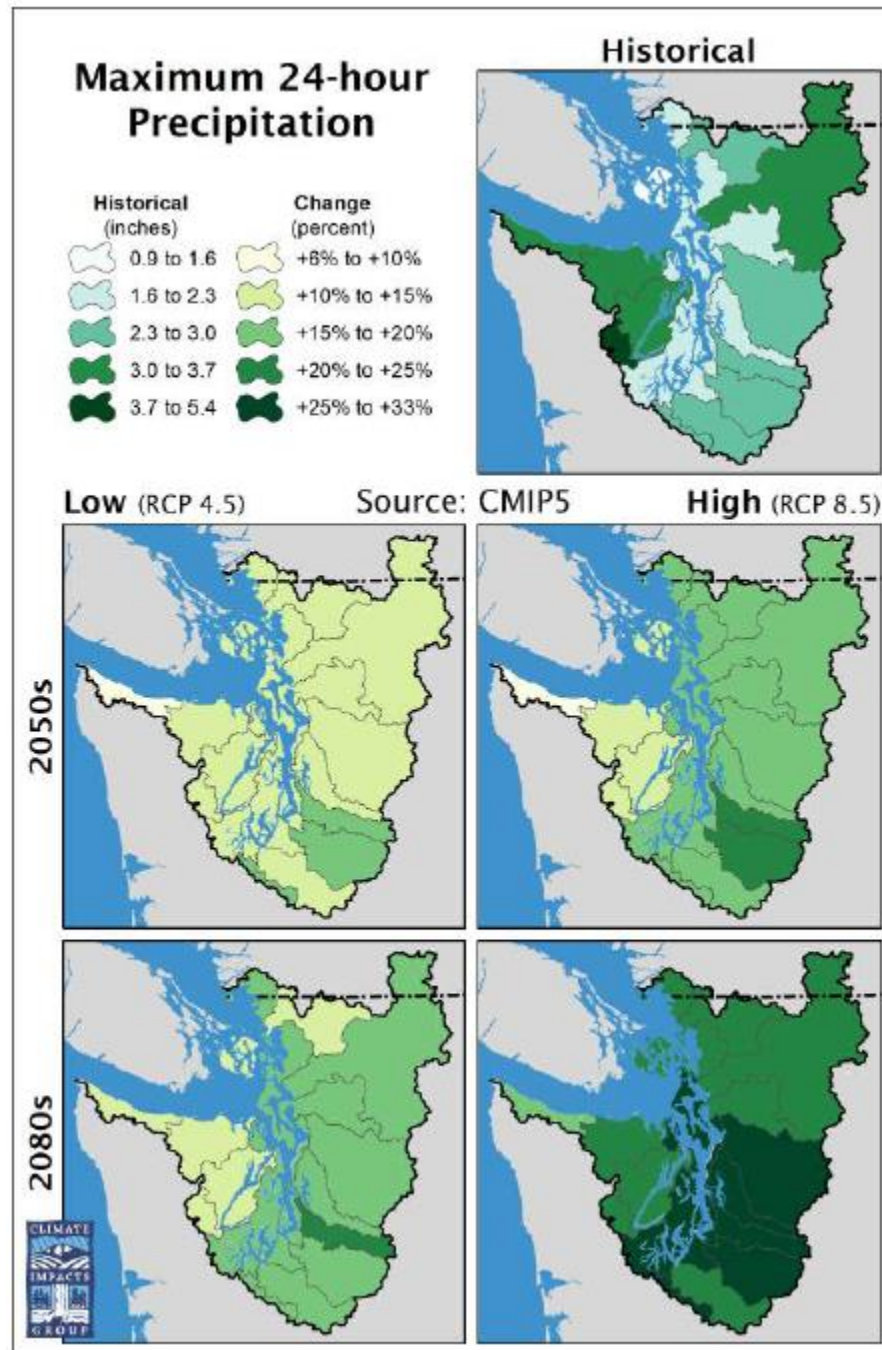 Maximum 24-hour
Precipitation
Historical
Historical
(inches)
Change
(percent)
0.9 to 1.6
+6% to +10%
1.6 to 2.3
+10% to +15%
2.3 to 3.0
+15% to +20%
3.0 to 3.7
+20% to +25%
3.7 to 5.4
+25% to +33%
Low (RCP 4.5)
Source: CMIP5
High (RCP 8.5)
2050s
2080s
CLIMATE
IMPACTS
GROUP